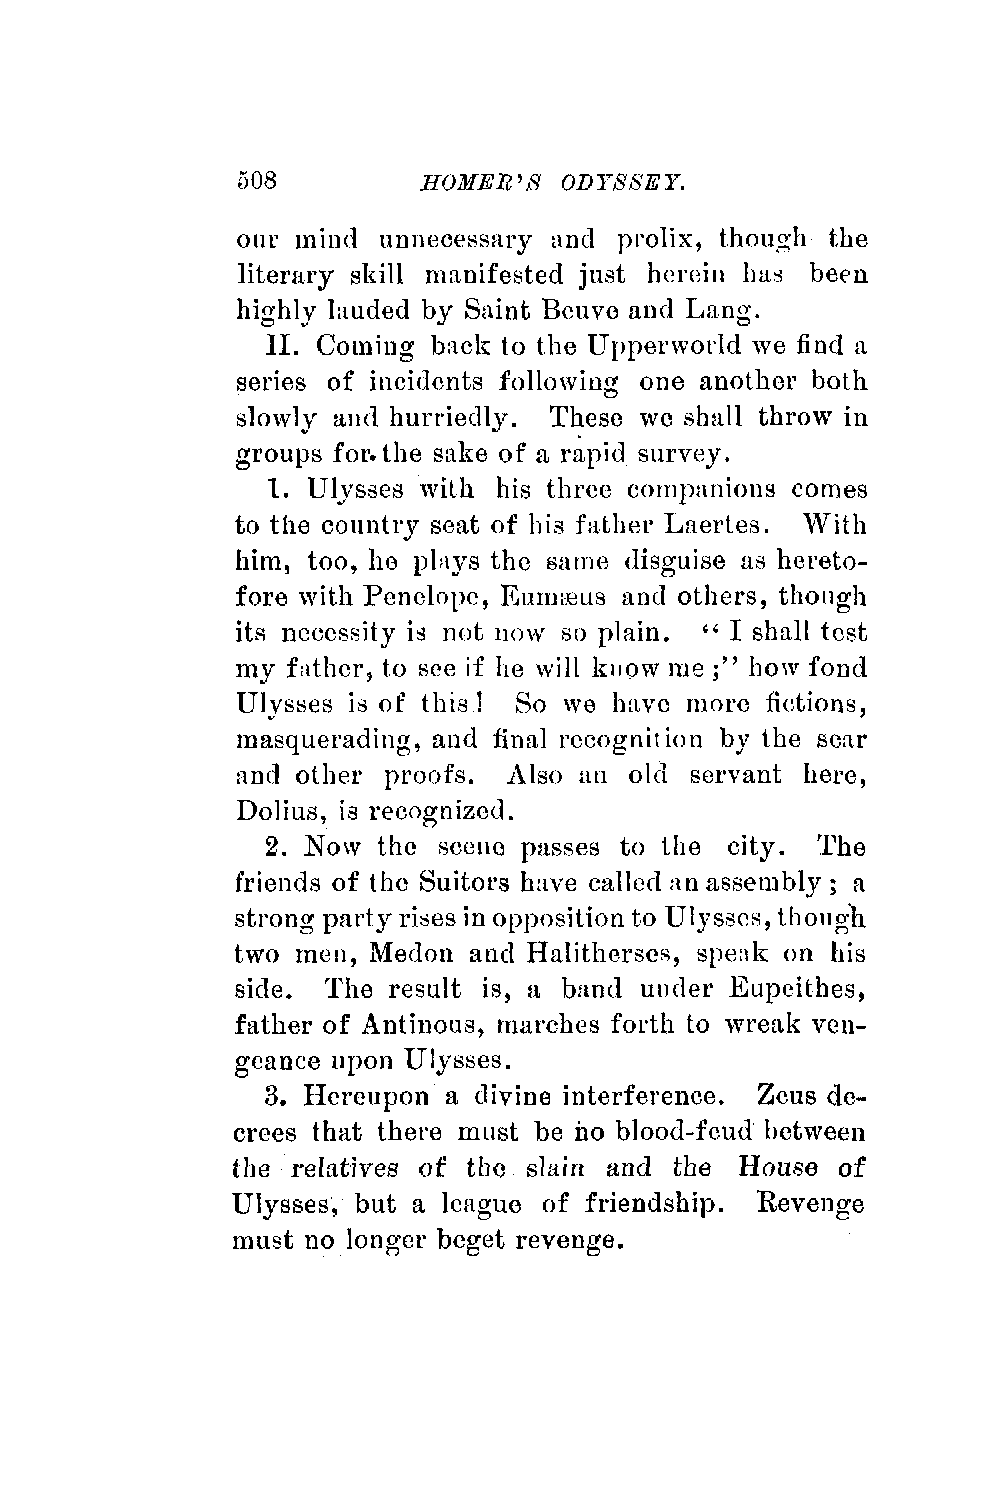 508 HOMER'S ODYSSEY.
our mind unnecessary and prolix, though the
literary skill manifested just herein has been
highly lauded by Saint Beuve and Lang.
II. Coming back to the Upperworld we find a
series of incidents following one another both
slowly and hurriedly. These we shall throw in
groups for the sake of a rapid survey.
1. Ulysses with his three companions comes
to the country seat of his father Laertes. With
him, too, he plays the same disguise as hereto-
fore with Penelope, Eumæus and others, though
its necessity is not now so plain. “ I shall test
my father, to see if he will know me ;” how fond
Ulysses is of this! So we have more fictions,
masquerading, and final recognition by the scar
and other proofs. Also an old servant here,
Dolius, is recognized.
2. Now the scene passes to the city. The
friends of the Suitors have called an assembly ; a
strong party rises in opposition to Ulysses, though
two men, Medon and Halitherses, speak on his
side. The result is, a band under Eupeithes,
father of Antinous, marches forth to wreak ven-
geance upon Ulysses.
3. Hereupon a divine interference. Zeus de-
crees that there must be no blood-feud between
the relatives of the slain and the House of
Ulysses, but a league of friendship. Revenge
must no longer beget revenge.